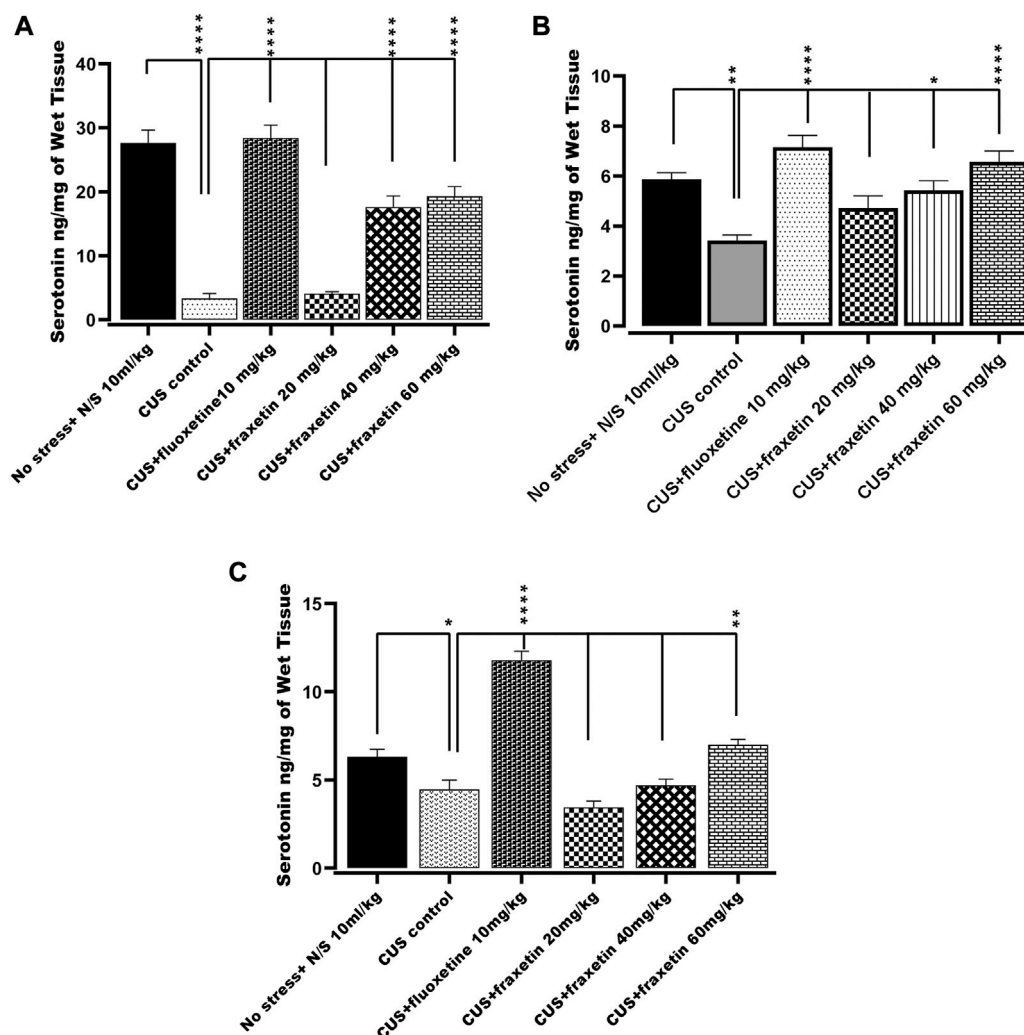 A
Serotonin ng/mg of Wet Tissue
40
30
20
10
0
****
****
****
****
No stress+ N/S 10ml/kg
CUS control
CUS+fluoxetine10 mg/kg
CUS+fraxetin 20 mg/kg
CUS+fraxetin 40 mg/kg
CUS+fraxetin 60 mg/kg
B
Serotonin ng/mg of Wet Tissue
10
8
6
4
2
0
**
****
*
****
No stress+ N/S 10ml/kg
CUS control
CUS+fluoxetine 10 mg/kg
CUS+fraxetin 20 mg/kg
CUS+fraxetin 40 mg/kg
CUS+fraxetin 60 mg/kg
C
Serotonin ng/mg of Wet Tissue
15
10
5
0
*
****
**
No stress+ N/S 10ml/kg
CUS control
CUS+fluoxetine 10mg/kg
CUS+fraxetin 20mg/kg
CUS+fraxetin 40mg/kg
CUS+fraxetin 60mg/kg